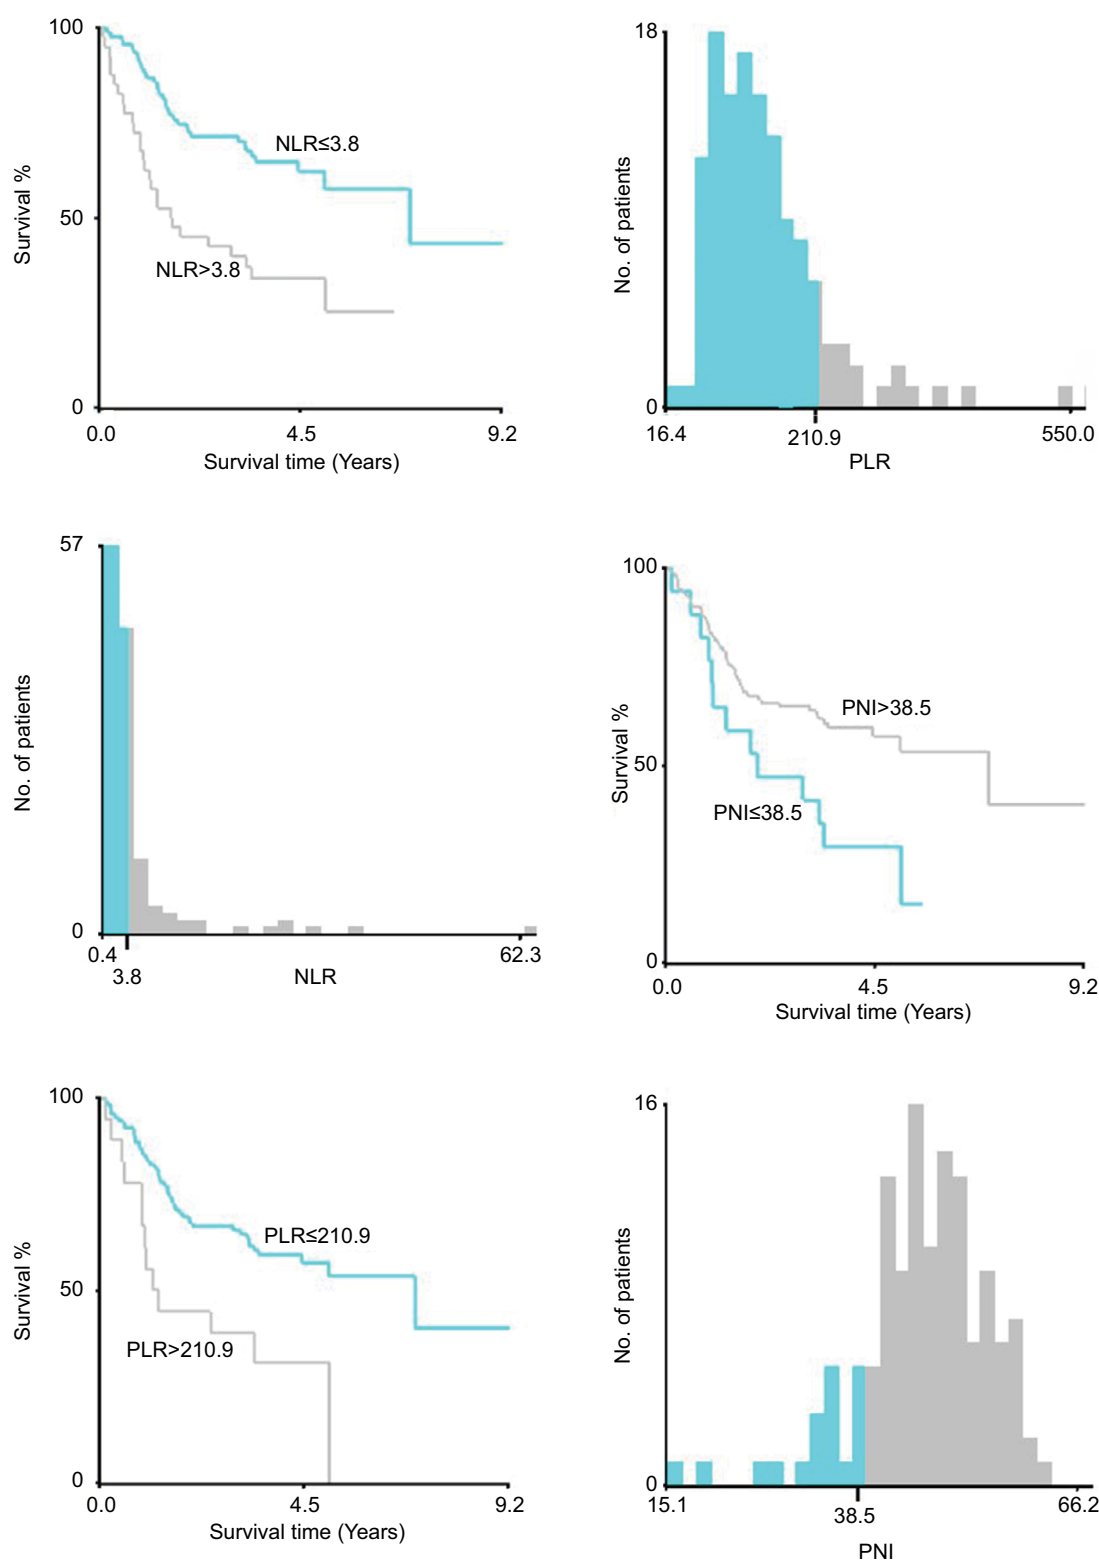 100
50
0
Survival %
NLR≤3.8
NLR>3.8
0.0
4.5
9.2
Survival time (Years)
18
0
No. of patients
16.4
210.9
550.0
PLR
57
0
No. of patients
0.4
3.8
62.3
NLR
100
50
0
Survival %
PNI>38.5
PNI≤38.5
0.0
4.5
9.2
Survival time (Years)
100
50
0
Survival %
PLR≤210.9
PLR>210.9
0.0
4.5
9.2
Survival time (Years)
16
0
No. of patients
15.1
38.5
66.2
PNI